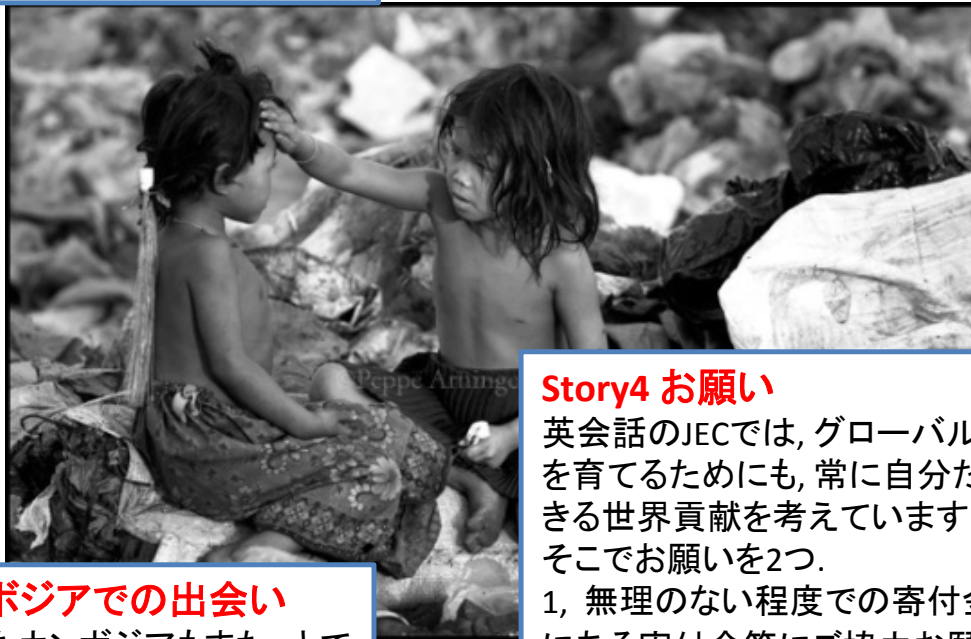 Story4 お願い
英会話のJECでは, グローバル
を育てるためにも, 常に自分た
きる世界貢献を考えています
そこでお願いを2つ.
1, 無理のない程度での寄付金
ボジアでの出会い